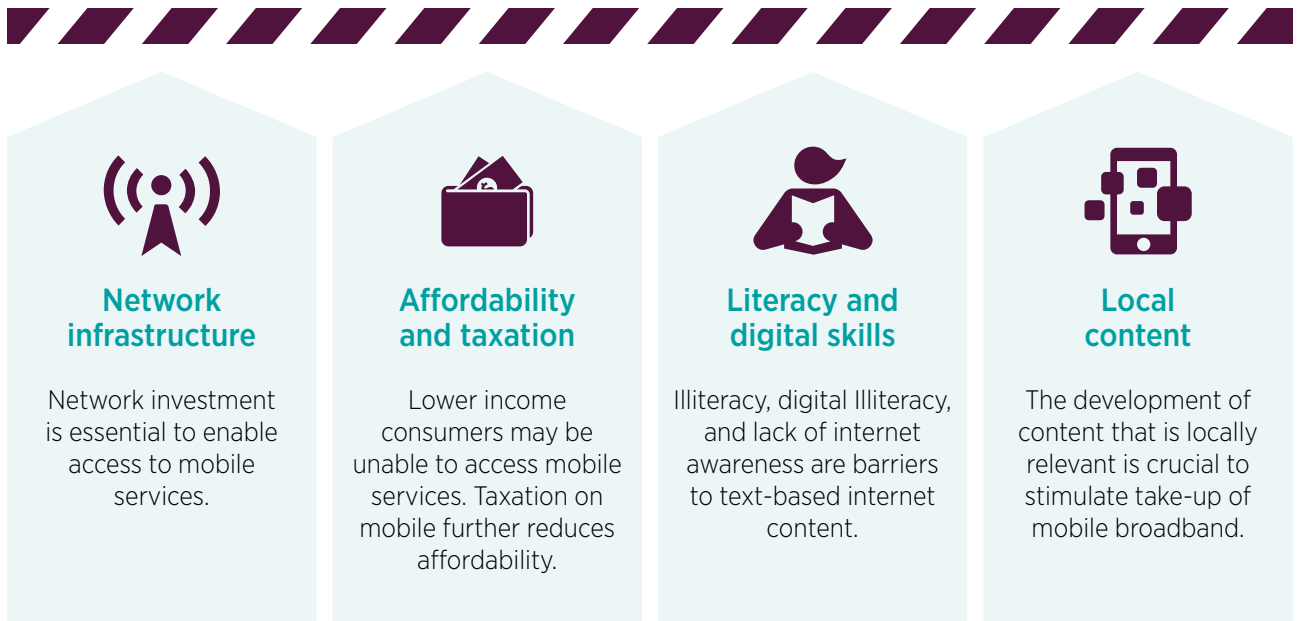 Network
infrastructure
Network investment
is essential to enable
access to mobile
services.
Affordability
and taxation
Lower income
consumers may be
unable to access mobile
services. Taxation on
mobile further reduces
affordability.
Literacy and
digital skills
Illiteracy, digital Illiteracy,
and lack of internet
awareness are barriers
to text-based internet
content.
Local
content
The development of
content that is locally
relevant is crucial to
stimulate take-up of
mobile broadband.